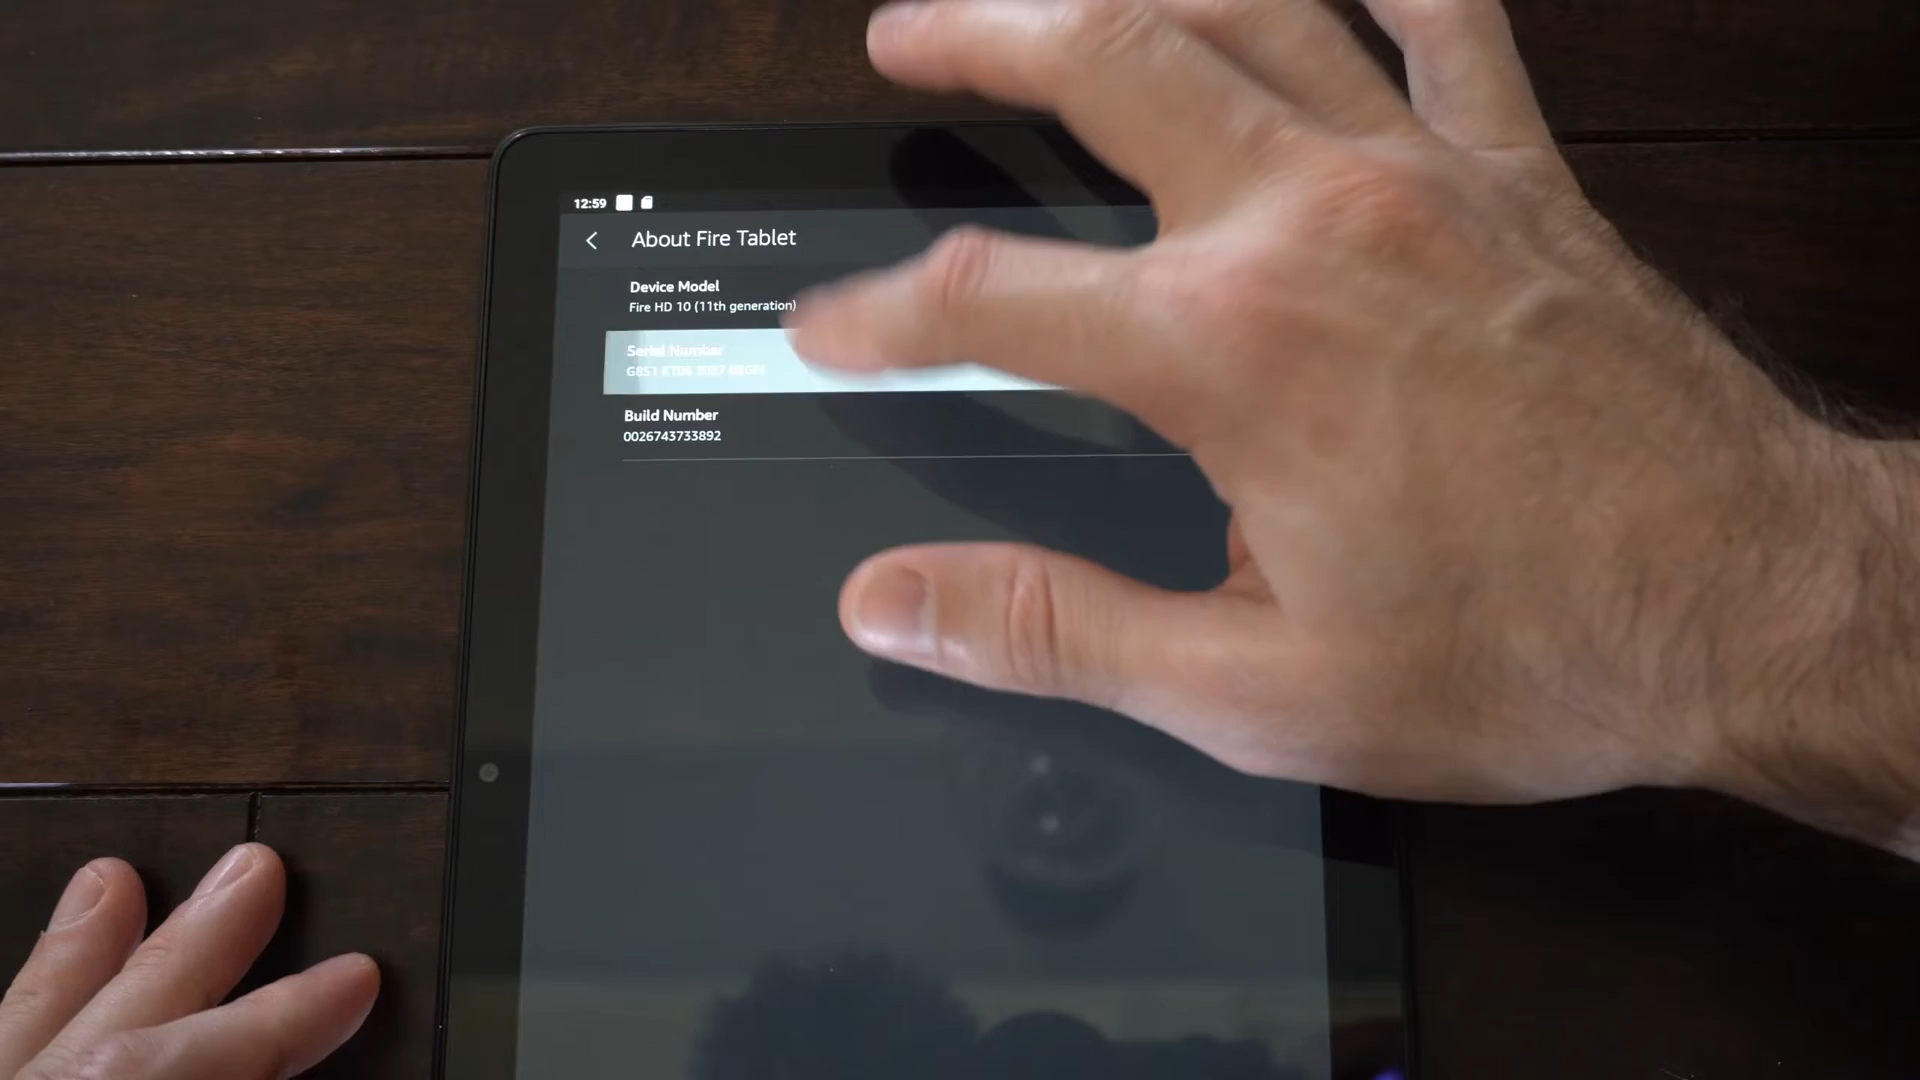 12:59
About Fire Tablet
Device Model
Fire HD 10 (11th generation)
Serial Number
Build Number
0026743733892